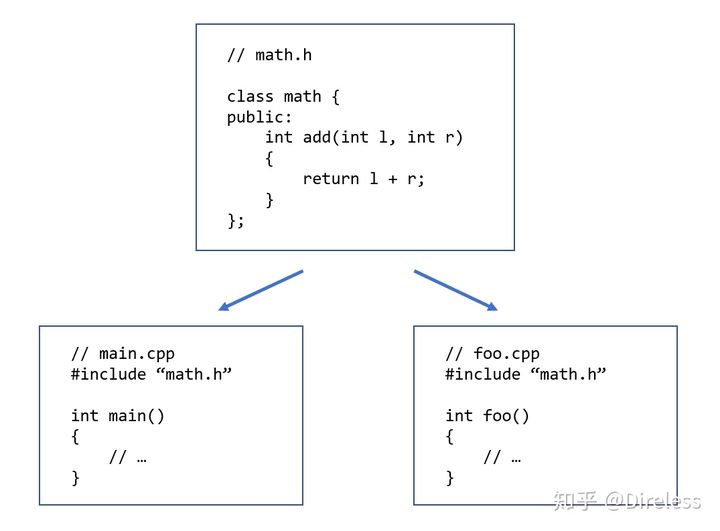 // math.h
class math {
public:
    int add(int l, int r)
    {
        return l + r;
    }
};
// main.cpp
#include “math.h”
int main()
{
    // …
}
// foo.cpp
#include “math.h”
int foo()
{
    // …
}
知乎 @Direless